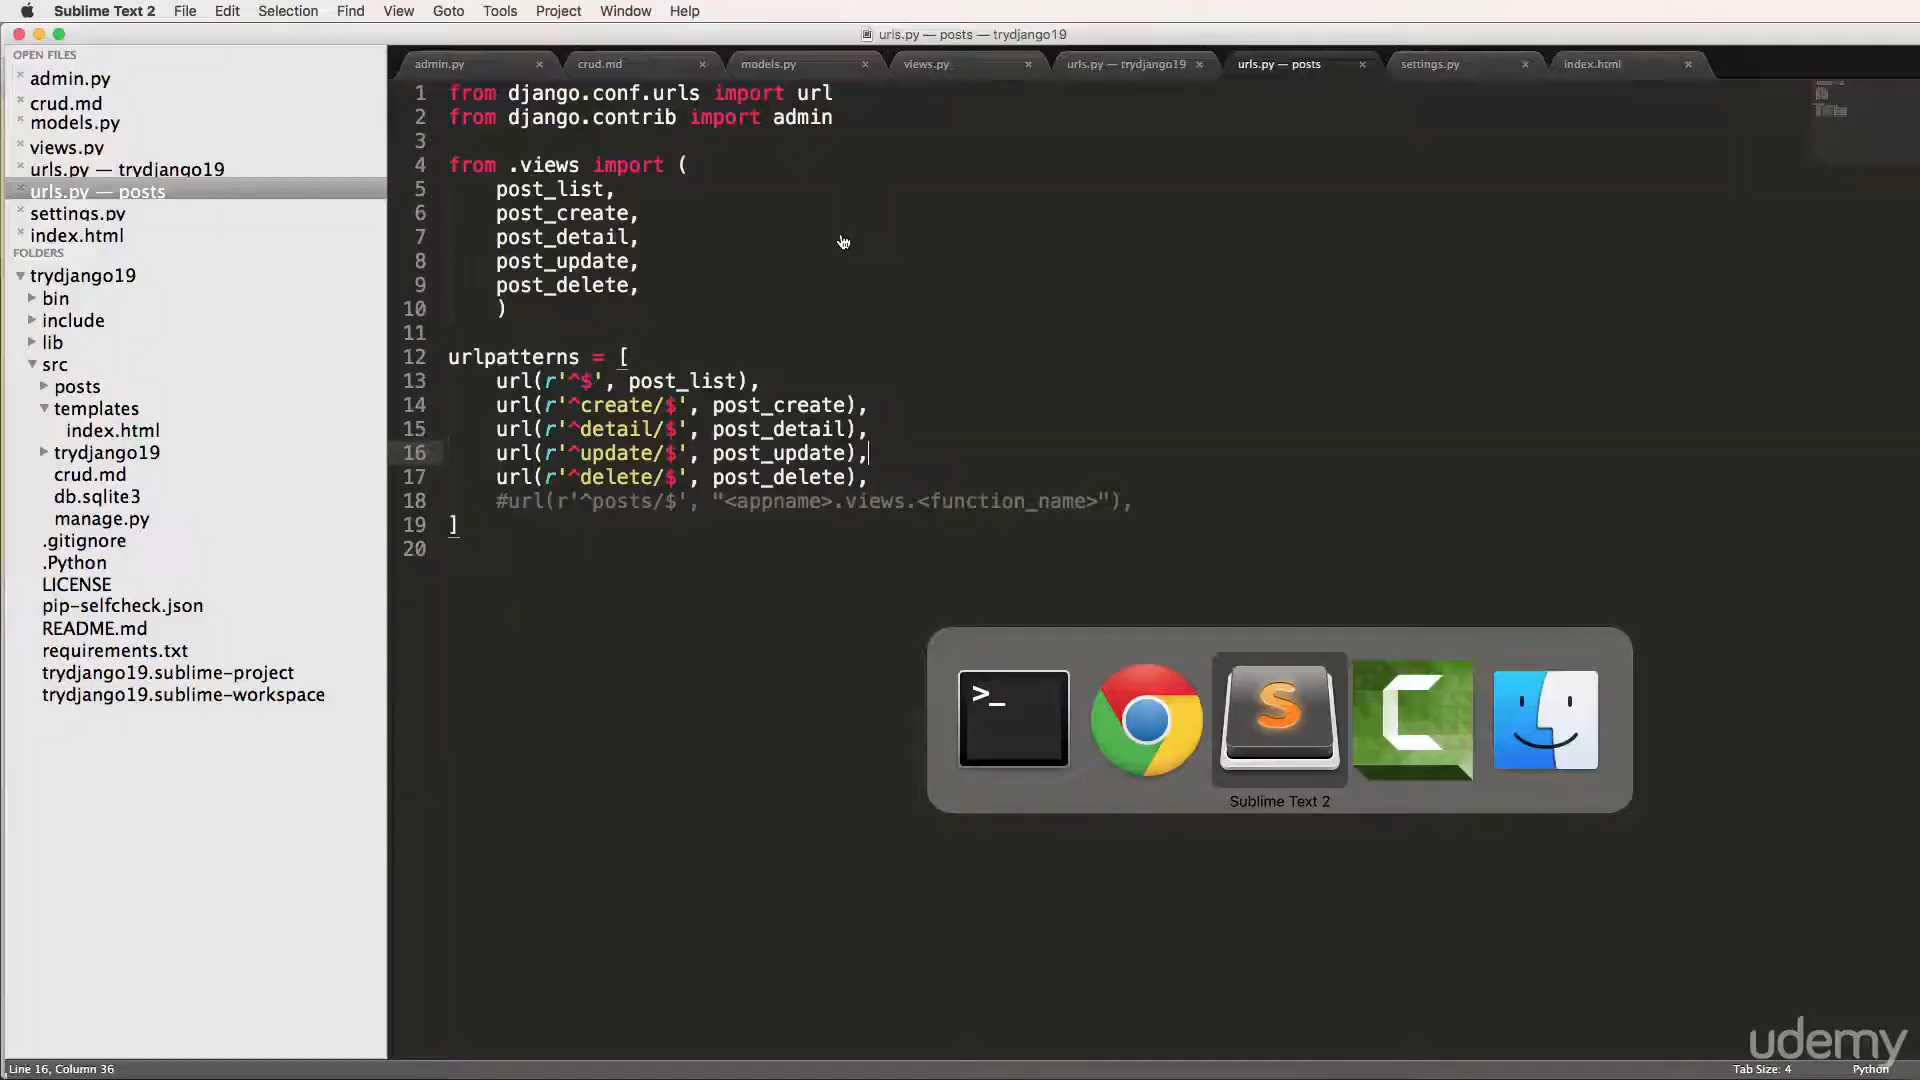 Sublime Text 2 File Edit Selection Find View Goto Tools Project Window Help
urls.py — posts — trydjango19
OPEN FILES
admin.py
crud.md
models.py
views.py
urls.py — trydjango19
urls.py — posts
settings.py
index.html
FOLDERS
trydjango19
bin
include
lib
src
posts
templates
index.html
trydjango19
crud.md
db.sqlite3
manage.py
.gitignore
.Python
LICENSE
pip-selfcheck.json
README.md
requirements.txt
trydjango19.sublime-project
trydjango19.sublime-workspace
admin.py crud.md models.py views.py urls.py — trydjango19 urls.py — posts settings.py index.html
1 from django.conf.urls import url
2 from django.contrib import admin
3
4 from .views import (
5 post_list,
6 post_create,
7 post_detail,
8 post_update,
9 post_delete,
10 )
11
12 urlpatterns = [
13 url(r'^$', post_list),
14 url(r'^create/$', post_create),
15 url(r'^detail/$', post_detail),
16 url(r'^update/$', post_update),
17 url(r'^delete/$', post_delete),
18 #url(r'^posts/$', "<appname>.views.<function_name>"),
19 ]
20
>_
S
C
Sublime Text 2
udemy
Line 16, Column 36
Tab Size: 4
Python